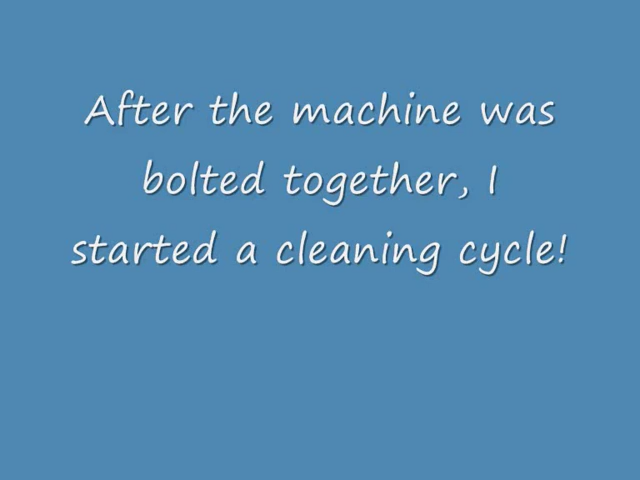 After the machine was
bolted together, I
started a cleaning cycle!